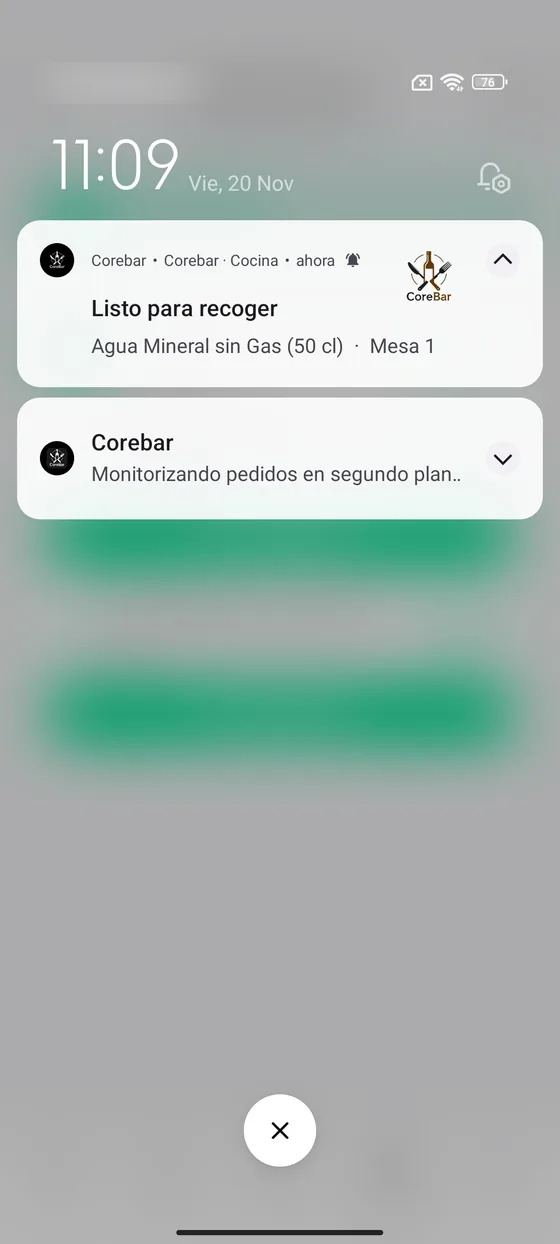 76
11:09 Vie, 20 Nov
Corebar • Corebar · Cocina • ahora
CoreBar
Listo para recoger
Agua Mineral sin Gas (50 cl) · Mesa 1
Corebar
Monitorizando pedidos en segundo plan..